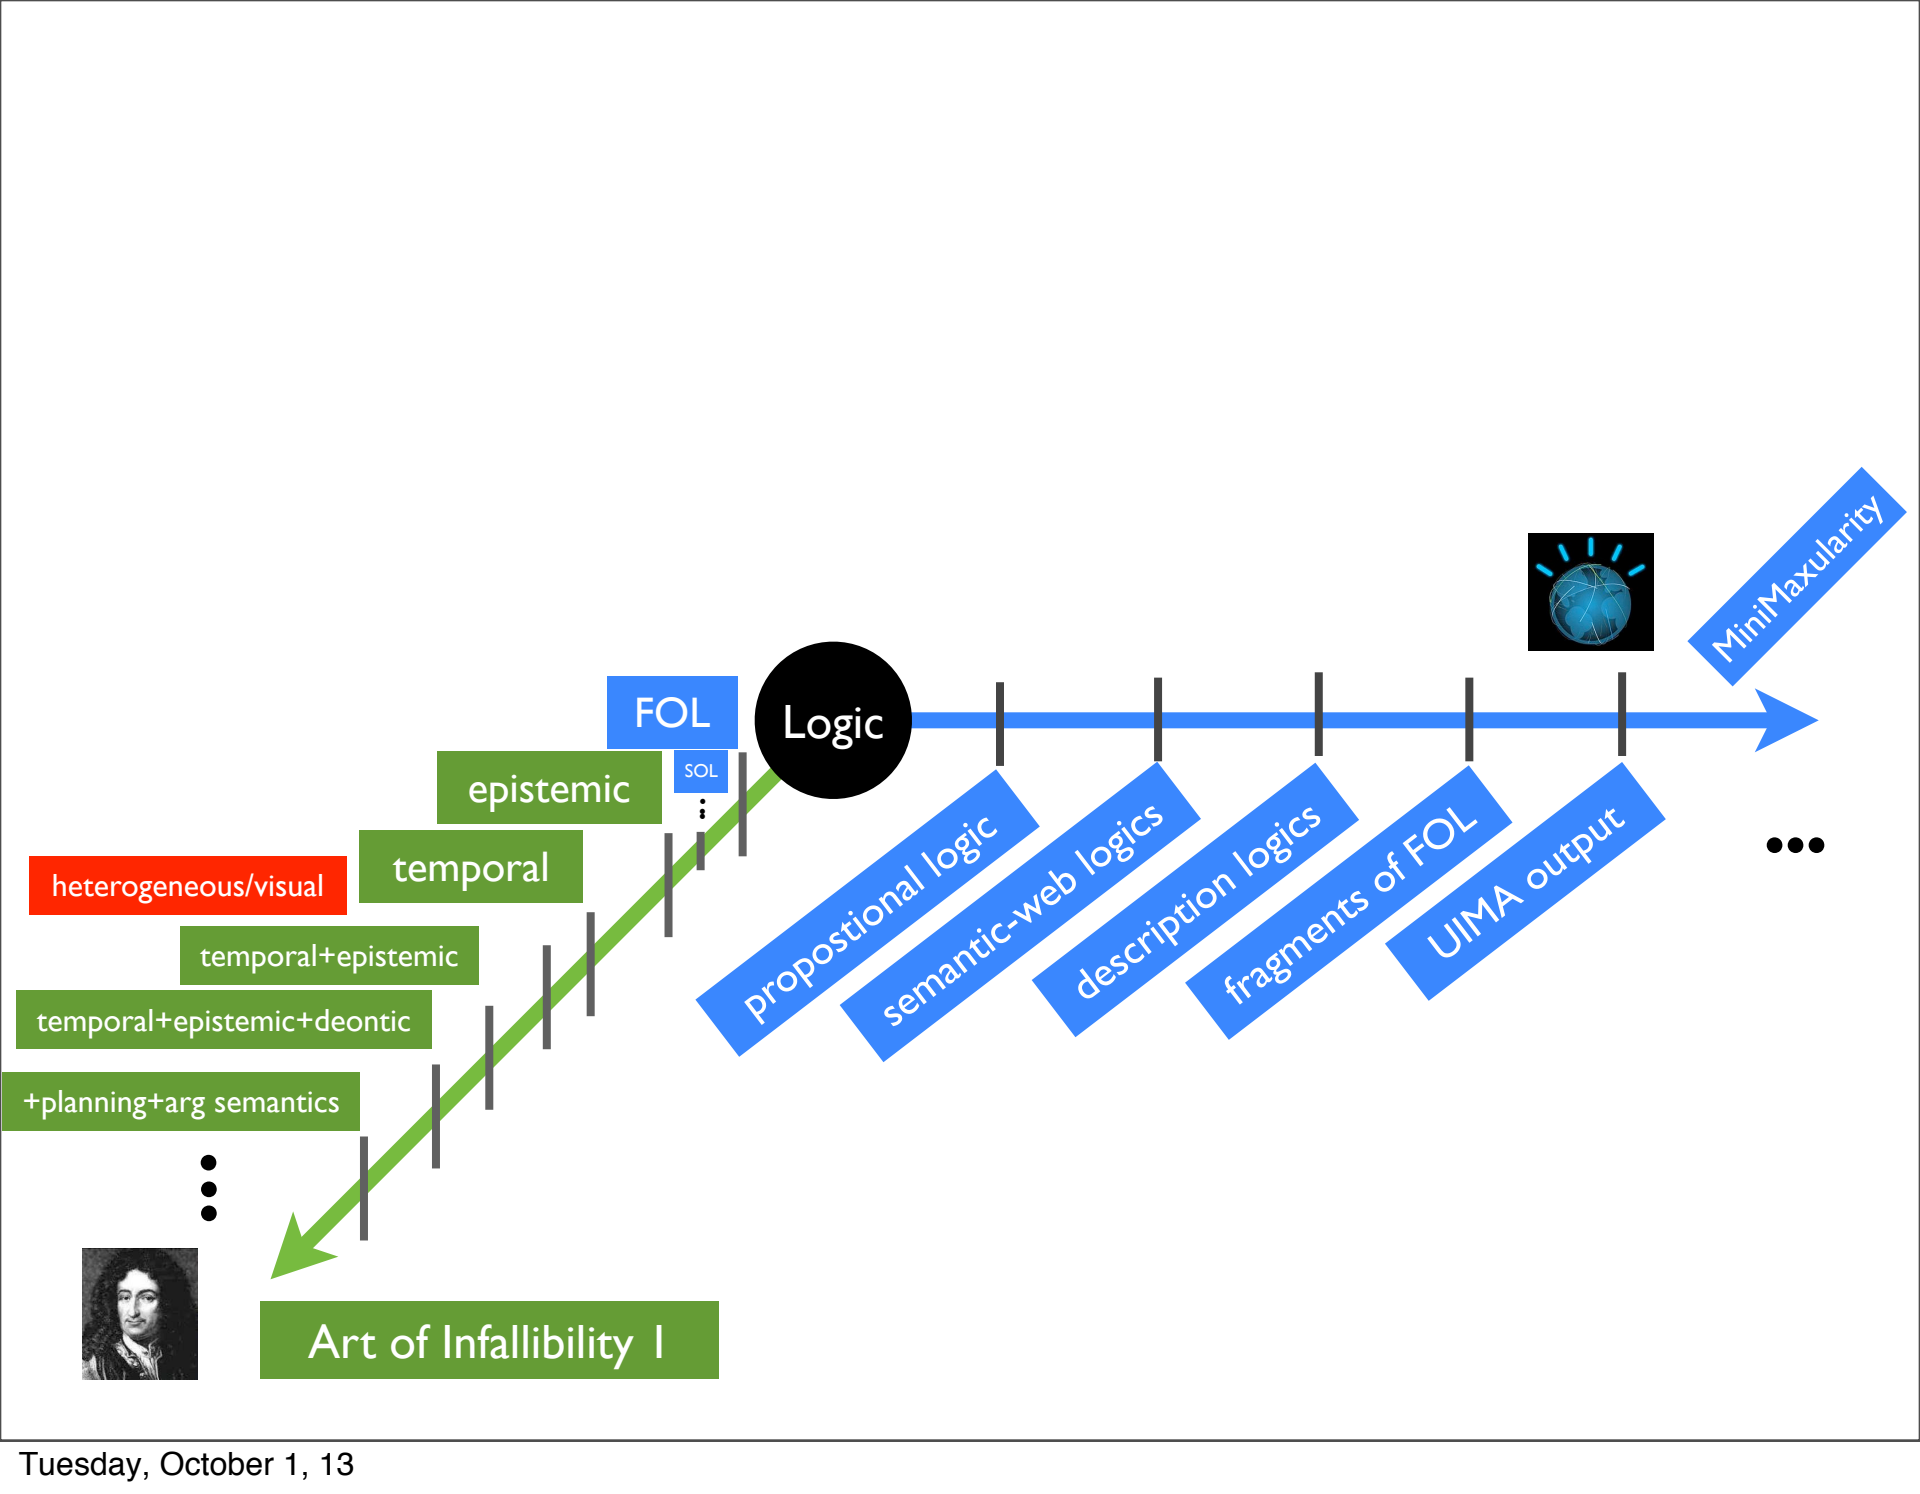 MiniMaxularity
Logic
FOL
SOL
epistemic
temporal
heterogeneous/visual
temporal+epistemic
temporal+epistemic+deontic
+planning+arg semantics
propostional logic
semantic-web logics
description logics
fragments of FOL
UIMA output
Art of Infallibility 1
Tuesday, October 1, 13